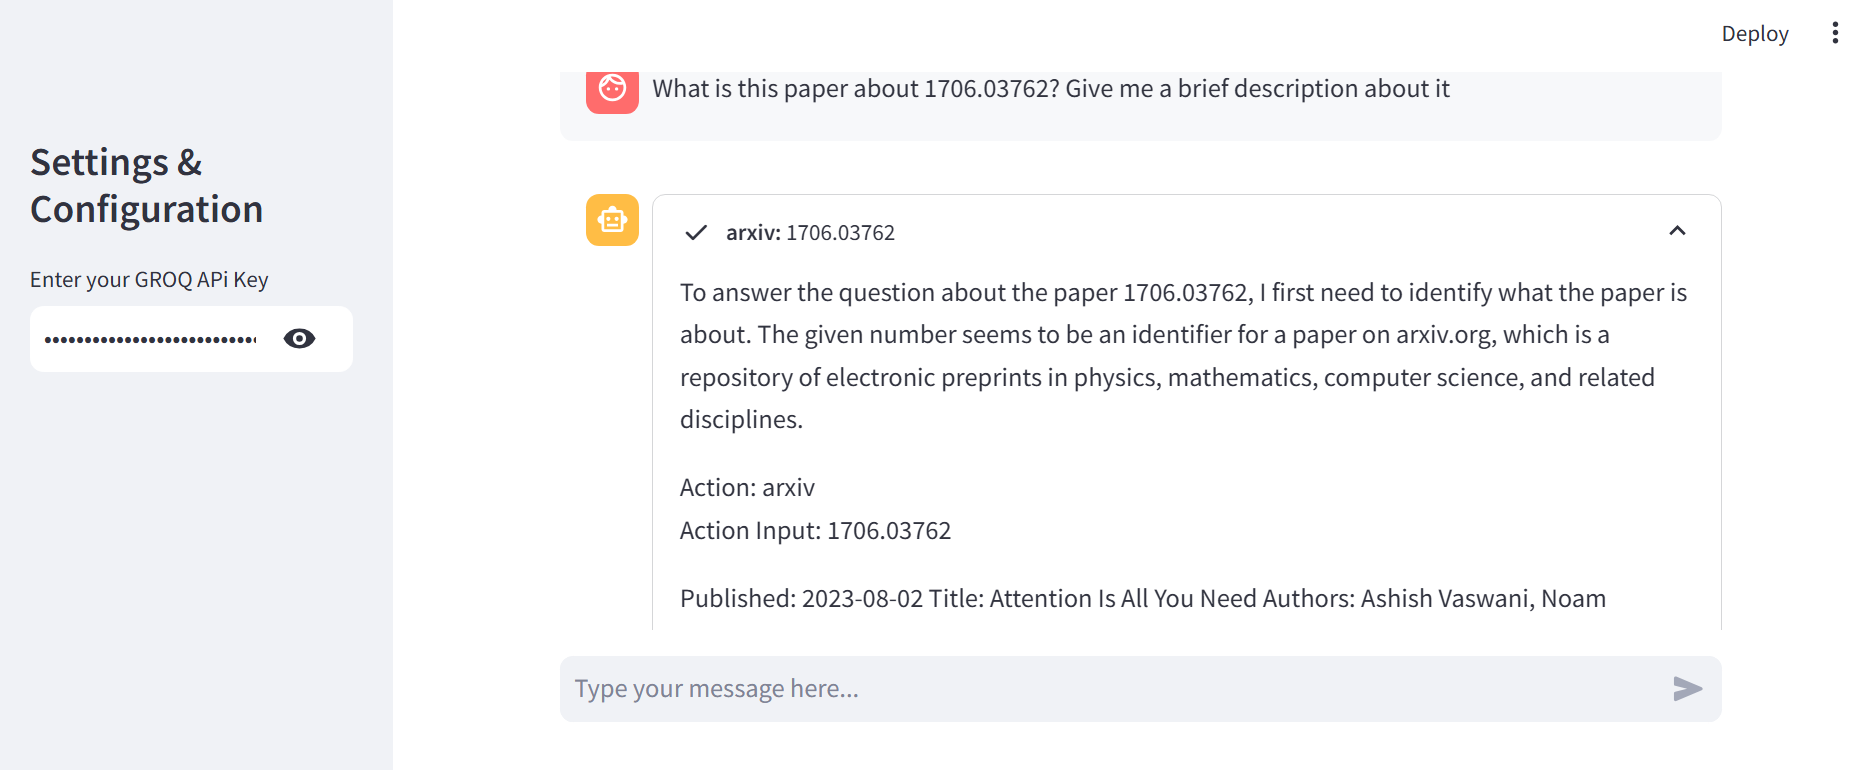 Deploy
Settings &
Configuration
Enter your GROQ APi Key
What is this paper about 1706.03762? Give me a brief description about it
arxiv: 1706.03762
To answer the question about the paper 1706.03762, I first need to identify what the paper is
about. The given number seems to be an identifier for a paper on arxiv.org, which is a
repository of electronic preprints in physics, mathematics, computer science, and related
disciplines.
Action: arxiv
Action Input: 1706.03762
Published: 2023-08-02 Title: Attention Is All You Need Authors: Ashish Vaswani, Noam
Type your message here...